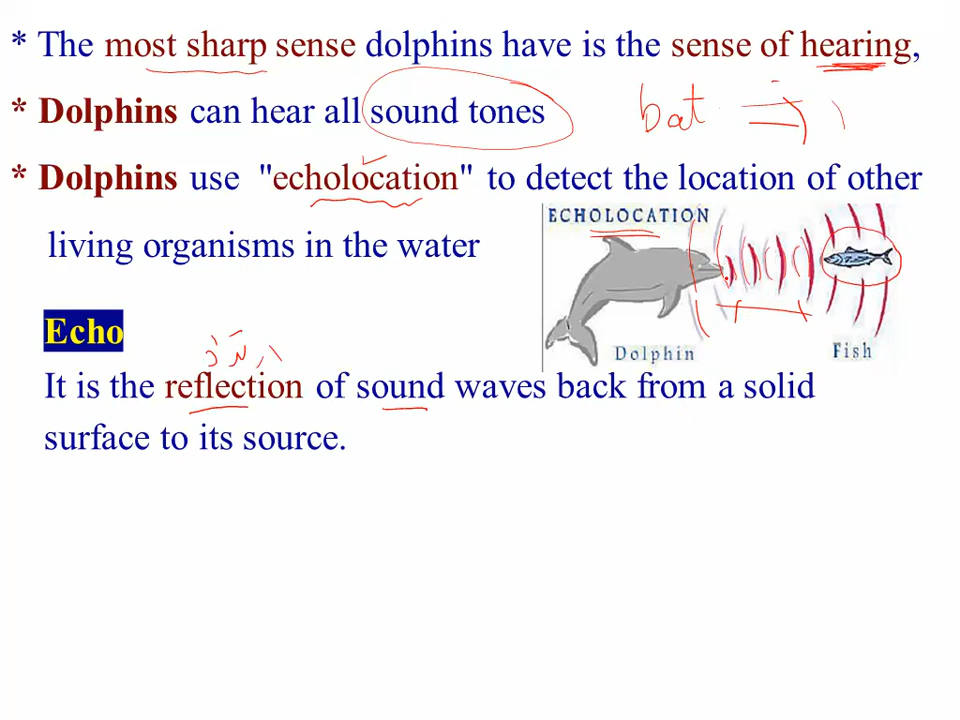 * The most sharp sense dolphins have is the sense of hearing,
* Dolphins can hear all sound tones
bat
* Dolphins use "echolocation" to detect the location of other
living organisms in the water
ECHOLOCATION
Dolphin
Fish
Echo
It is the reflection of sound waves back from a solid
surface to its source.